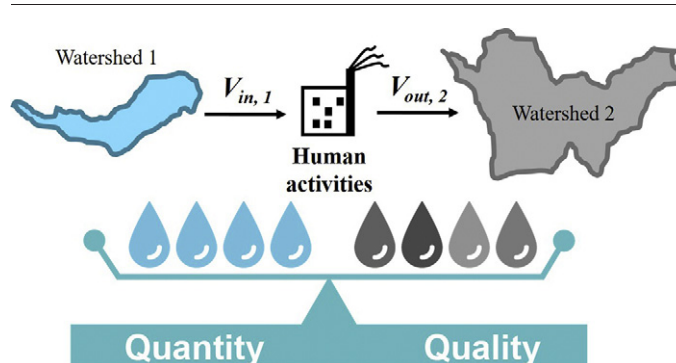 Watershed 1
V_in, 1
V_out, 2
Watershed 2
Human
activities
Quantity
Quality